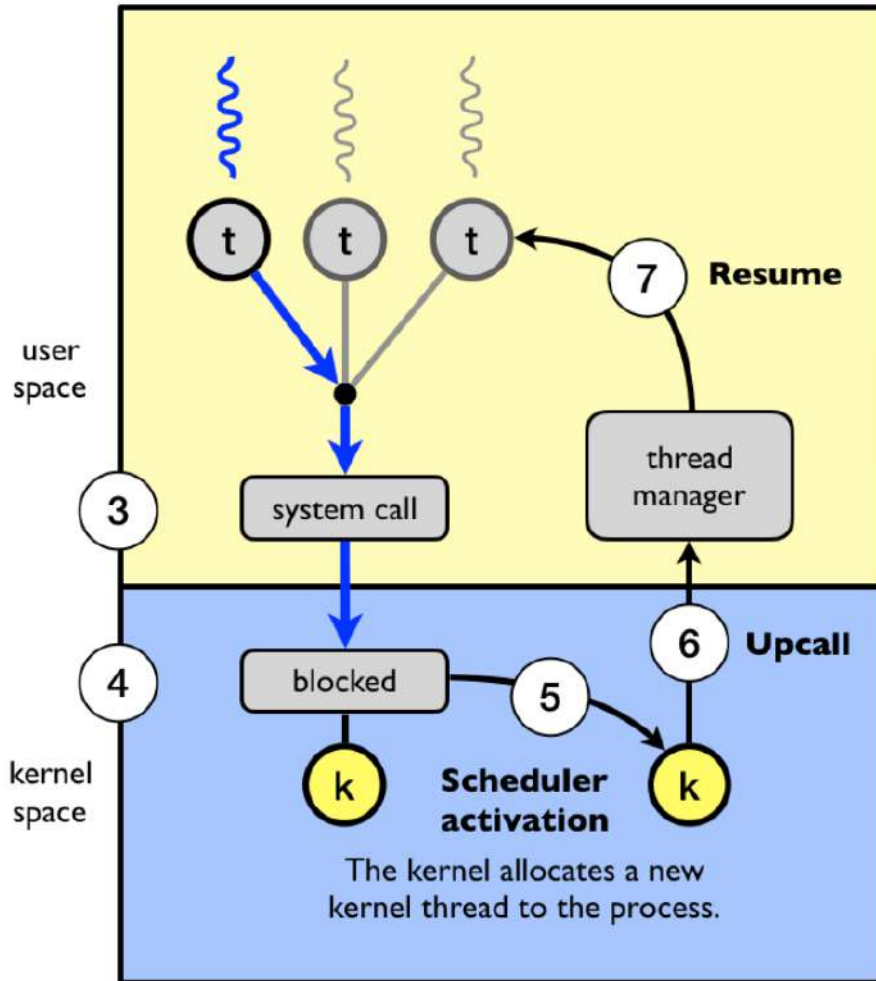 t
t
t
7
Resume
user
space
thread
manager
3
system call
6
Upcall
4
blocked
5
kernel
space
k
Scheduler
activation
k
The kernel allocates a new
kernel thread to the process.